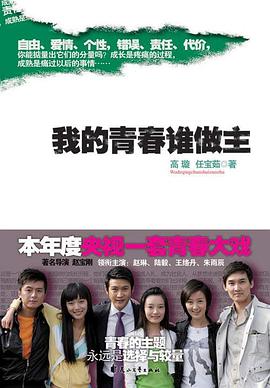 自由、爱情、个性，错误、责任、代价，
你能掂量出它们的分量吗？成长是疼痛的过程，
成熟是痛过以后的事情……
我的青春谁做主
高 璇 任宝茹◎著
Wodeqingchunshuizuozhu
本年度央视一套青春大戏
著名导演 赵宝刚 领衔主演：赵琳、陆毅、王珞丹、朱雨辰
青春的主题
永远是选择与较量